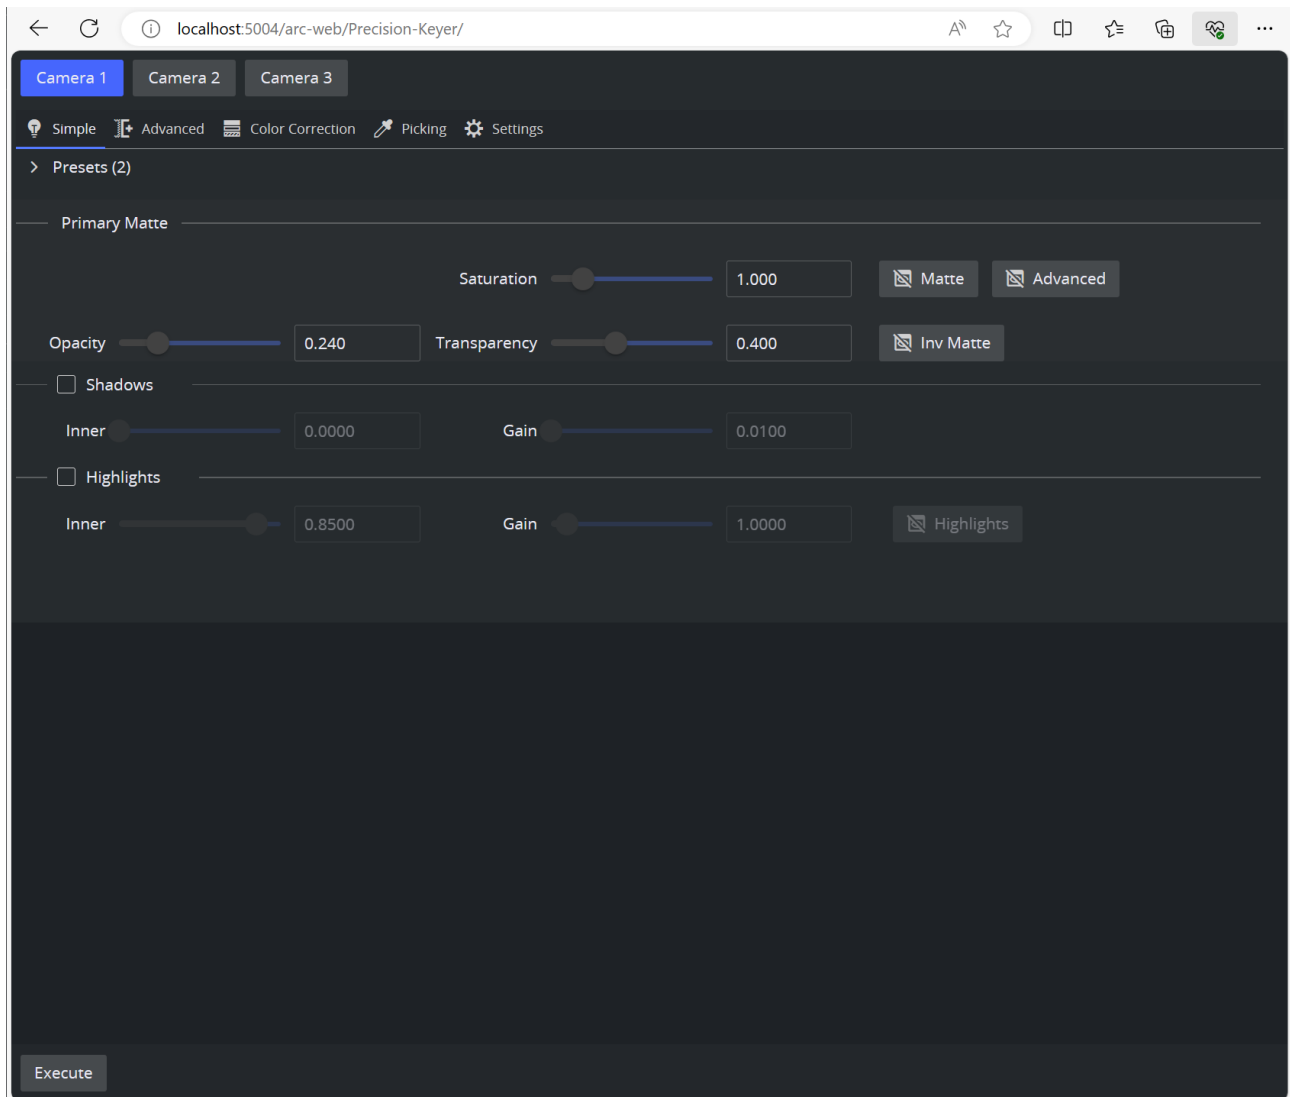 localhost:5004/arc-web/Precision-Keyer/
Camera 1 Camera 2 Camera 3
Simple Advanced Color Correction Picking Settings
Presets (2)
Primary Matte
Saturation 1.000 Matte Advanced
Opacity 0.240 Transparency 0.400 Inv Matte
Shadows
Inner 0.0000 Gain 0.0100
Highlights
Inner 0.8500 Gain 1.0000 Highlights
Execute